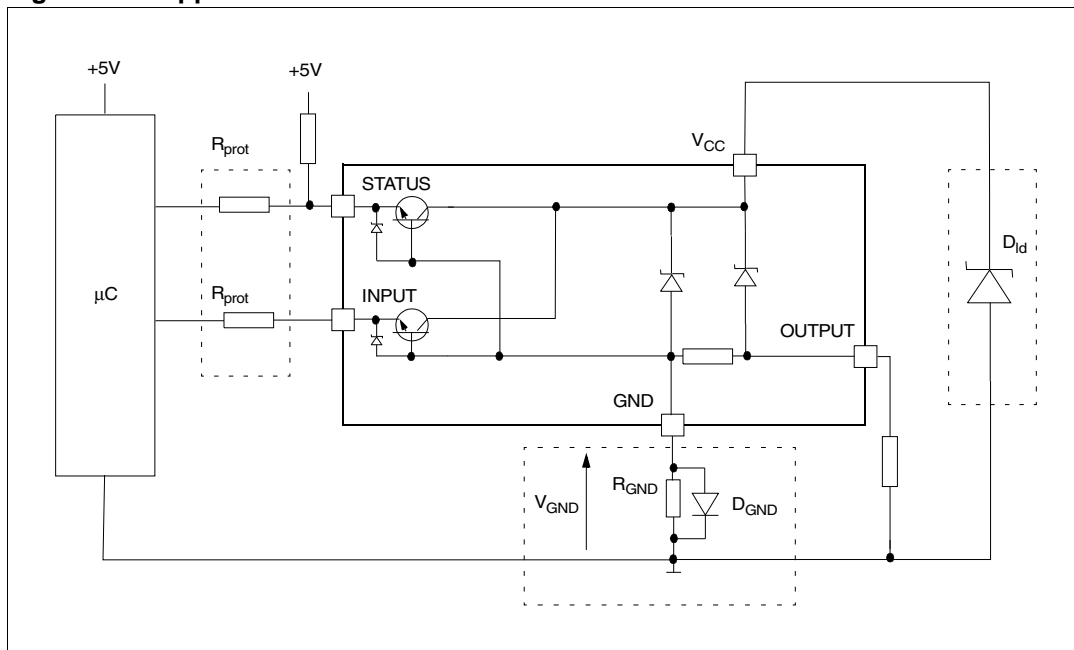 +5V
+5V
R_prot
V_CC
STATUS
D_ld
μC
R_prot
INPUT
OUTPUT
GND
R_GND
V_GND
D_GND